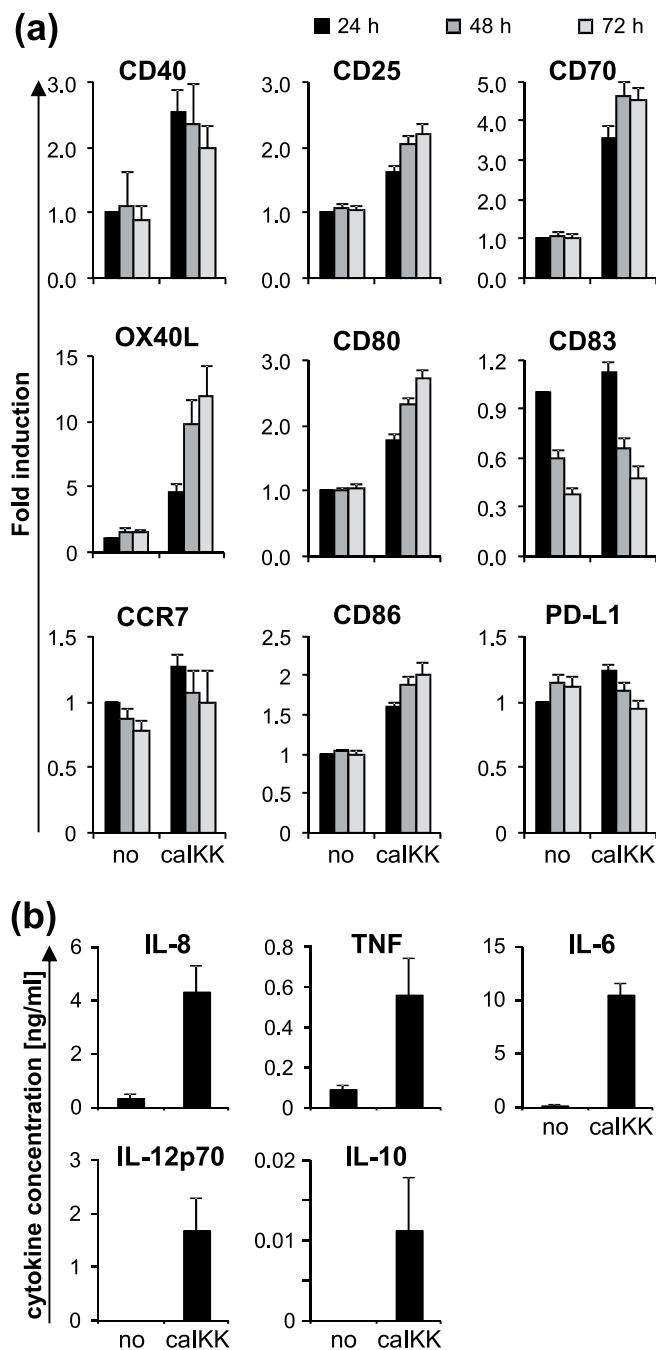 (a)
24 h 48 h 72 h
CD40 CD25 CD70
3.0 2.0 1.0 0.0
3.0 2.0 1.0 0.0
5.0 4.0 3.0 2.0 1.0 0.0
OX40L CD80 CD83
15 10 5 0
3.0 2.0 1.0 0.0
1.2 0.9 0.6 0.3 0.0
Fold induction
CCR7 CD86 PD-L1
1.5 1 0.5 0
2.5 2 1.5 1 0.5 0
1.5 1 0.5 0
no caIKK no caIKK no caIKK
(b)
IL-8 TNF IL-6
6 4 2 0
0.8 0.6 0.4 0.2 0
15 10 5 0
no caIKK
cytokine concentration [ng/ml]
IL-12p70 IL-10
3 2 1 0
0.02 0.01 0
no caIKK no caIKK